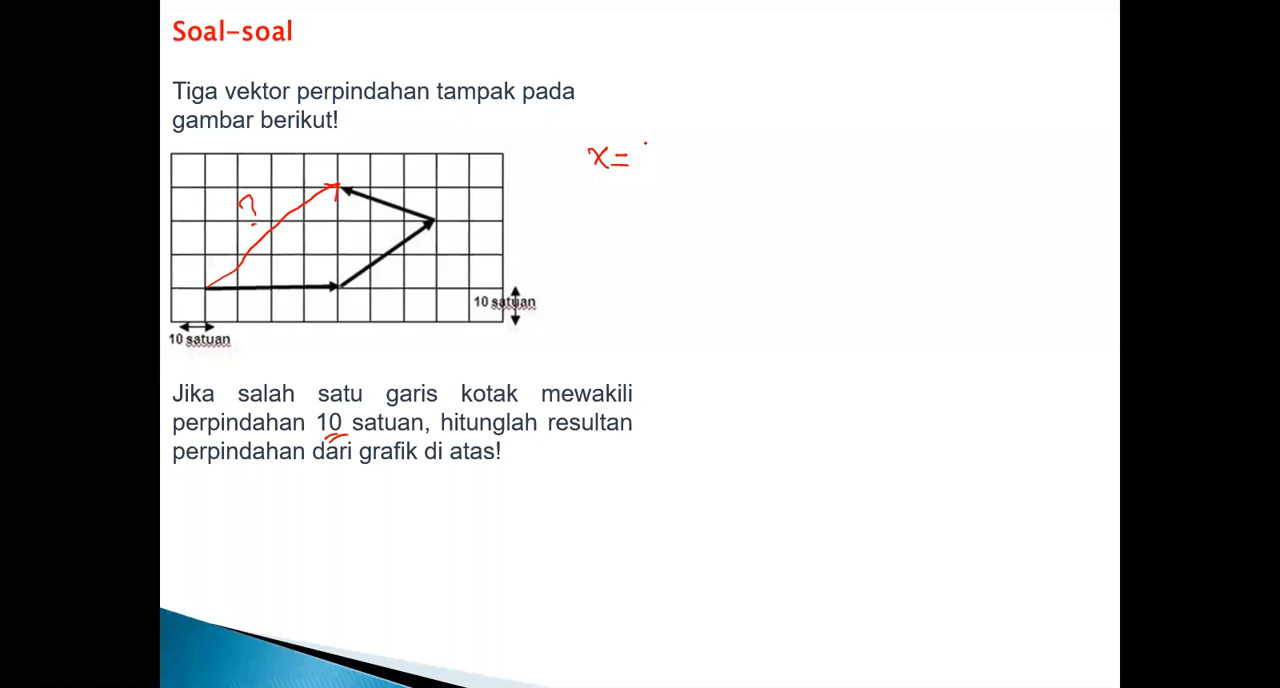 Soal-soal
Tiga vektor perpindahan tampak pada
gambar berikut!
x=
?
10 satuan
10 satuan
Jika salah satu garis kotak mewakili
perpindahan 10 satuan, hitunglah resultan
perpindahan dari grafik di atas!